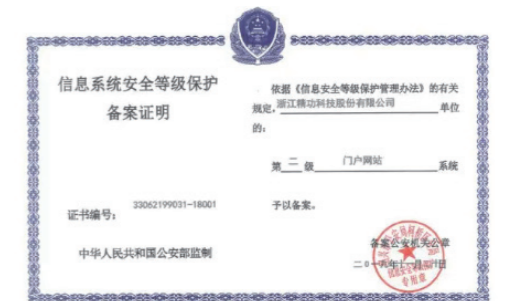 信息系统安全等级保护
备案证明
证书编号：
33062199031-18001
中华人民共和国公安部监制
依据《信息安全等级保护管理办法》的有关
规定，浙江精功科技股份有限公司 单位
的：
第 二 级 门户网站 系统
予以备案。
备案公安机关公章